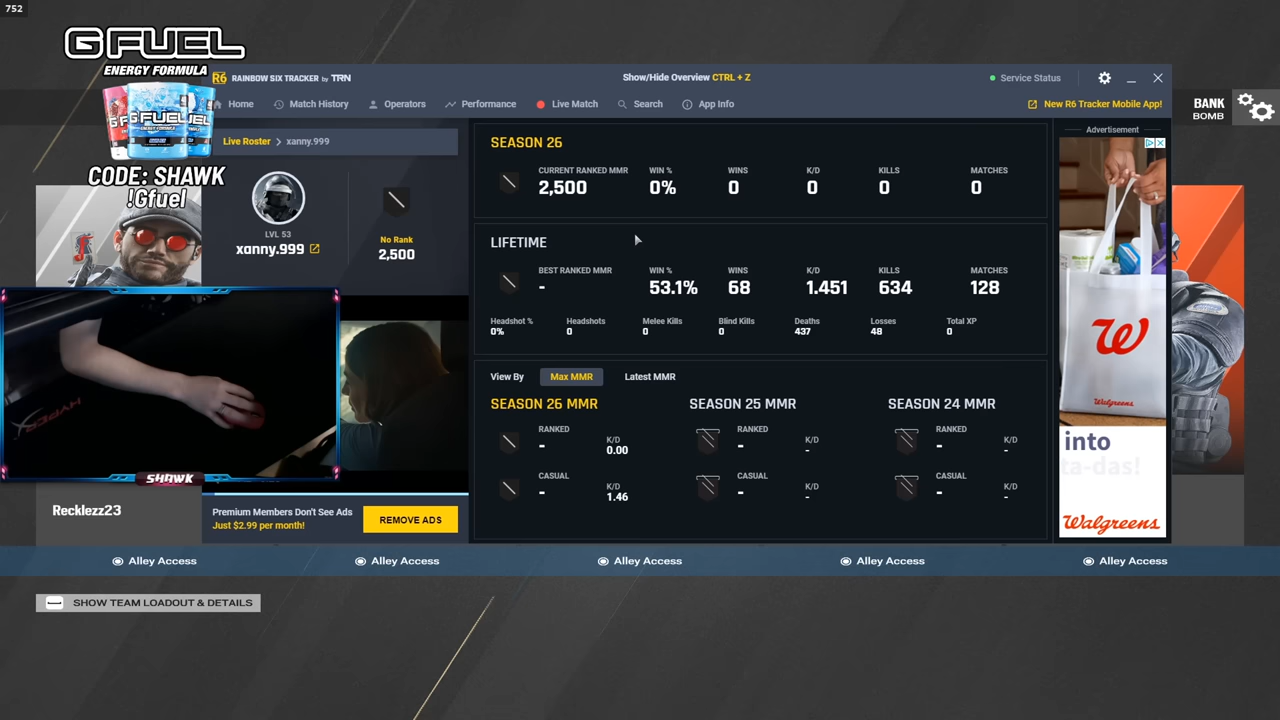 752
G FUEL
ENERGY FORMULA
CODE: SHAWK
!Gfuel
R6 RAINBOW SIX TRACKER by TRN
Show/Hide Overview CTRL + Z
Service Status
Home
Match History
Operators
Performance
Live Match
Search
App Info
New R6 Tracker Mobile App!
BANK
BOMB
Live Roster > xanny.999
LVL 53
xanny.999
No Rank
2,500
SEASON 26
CURRENT RANKED MMR
2,500
WIN %
0%
WINS
0
K/D
0
KILLS
0
MATCHES
0
LIFETIME
BEST RANKED MMR
-
WIN %
53.1%
WINS
68
K/D
1.451
KILLS
634
MATCHES
128
Headshot %
0%
Headshots
0
Melee Kills
0
Blind Kills
0
Deaths
437
Losses
48
Total XP
0
View By
Max MMR
Latest MMR
SEASON 26 MMR
RANKED
-
K/D
0.00
CASUAL
-
K/D
1.46
SEASON 25 MMR
RANKED
-
K/D
-
CASUAL
-
K/D
-
SEASON 24 MMR
RANKED
-
K/D
-
CASUAL
-
K/D
-
Advertisement
Walgreens
into
ta-das!
Walgreens
HYPER
SHAWK
Recklezz23
Premium Members Don't See Ads
Just $2.99 per month!
REMOVE ADS
Alley Access
Alley Access
Alley Access
Alley Access
Alley Access
SHOW TEAM LOADOUT & DETAILS